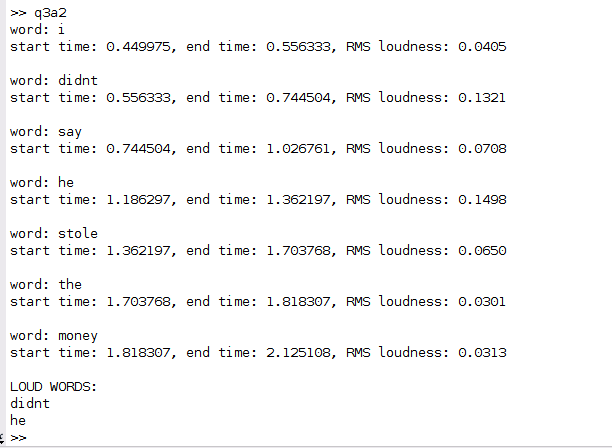 >> q3a2
word: i
start time: 0.449975, end time: 0.556333, RMS loudness: 0.0405
word: didnt
start time: 0.556333, end time: 0.744504, RMS loudness: 0.1321
word: say
start time: 0.744504, end time: 1.026761, RMS loudness: 0.0708
word: he
start time: 1.186297, end time: 1.362197, RMS loudness: 0.1498
word: stole
start time: 1.362197, end time: 1.703768, RMS loudness: 0.0650
word: the
start time: 1.703768, end time: 1.818307, RMS loudness: 0.0301
word: money
start time: 1.818307, end time: 2.125108, RMS loudness: 0.0313
LOUD WORDS:
didnt
he
>>